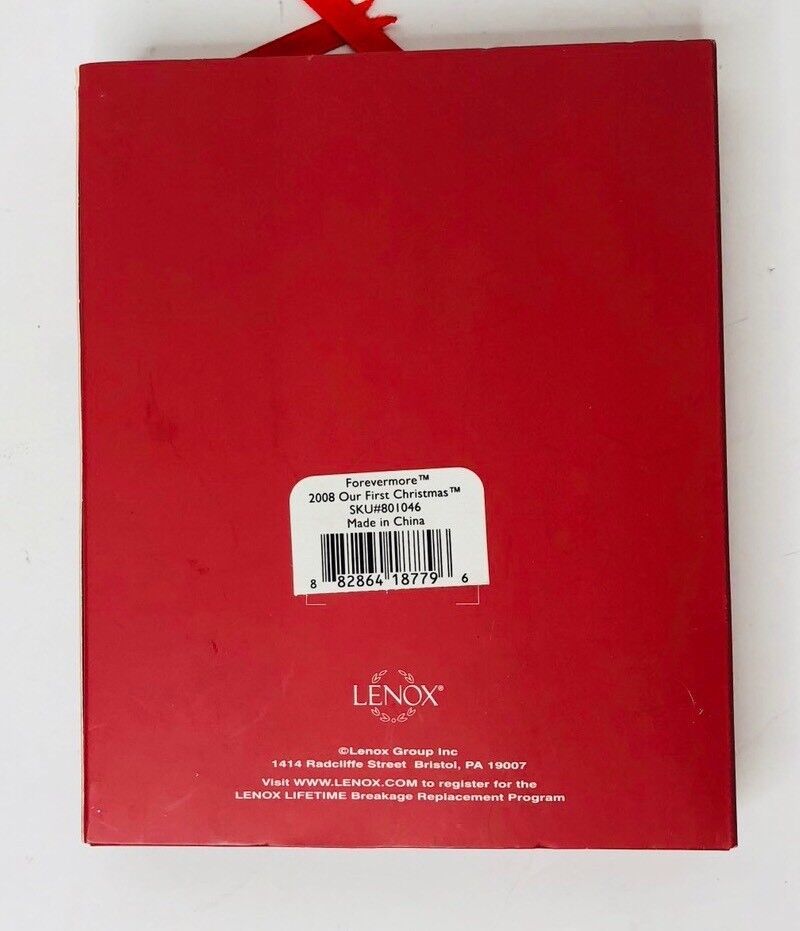 Forevermore™
2008 Our First Christmas™
SKU#801046
Made in China
8 82864 18779 6
LENOX®
©Lenox Group Inc
1414 Radcliffe Street Bristol, PA 19007
Visit WWW.LENOX.COM to register for the
LENOX LIFETIME Breakage Replacement Program